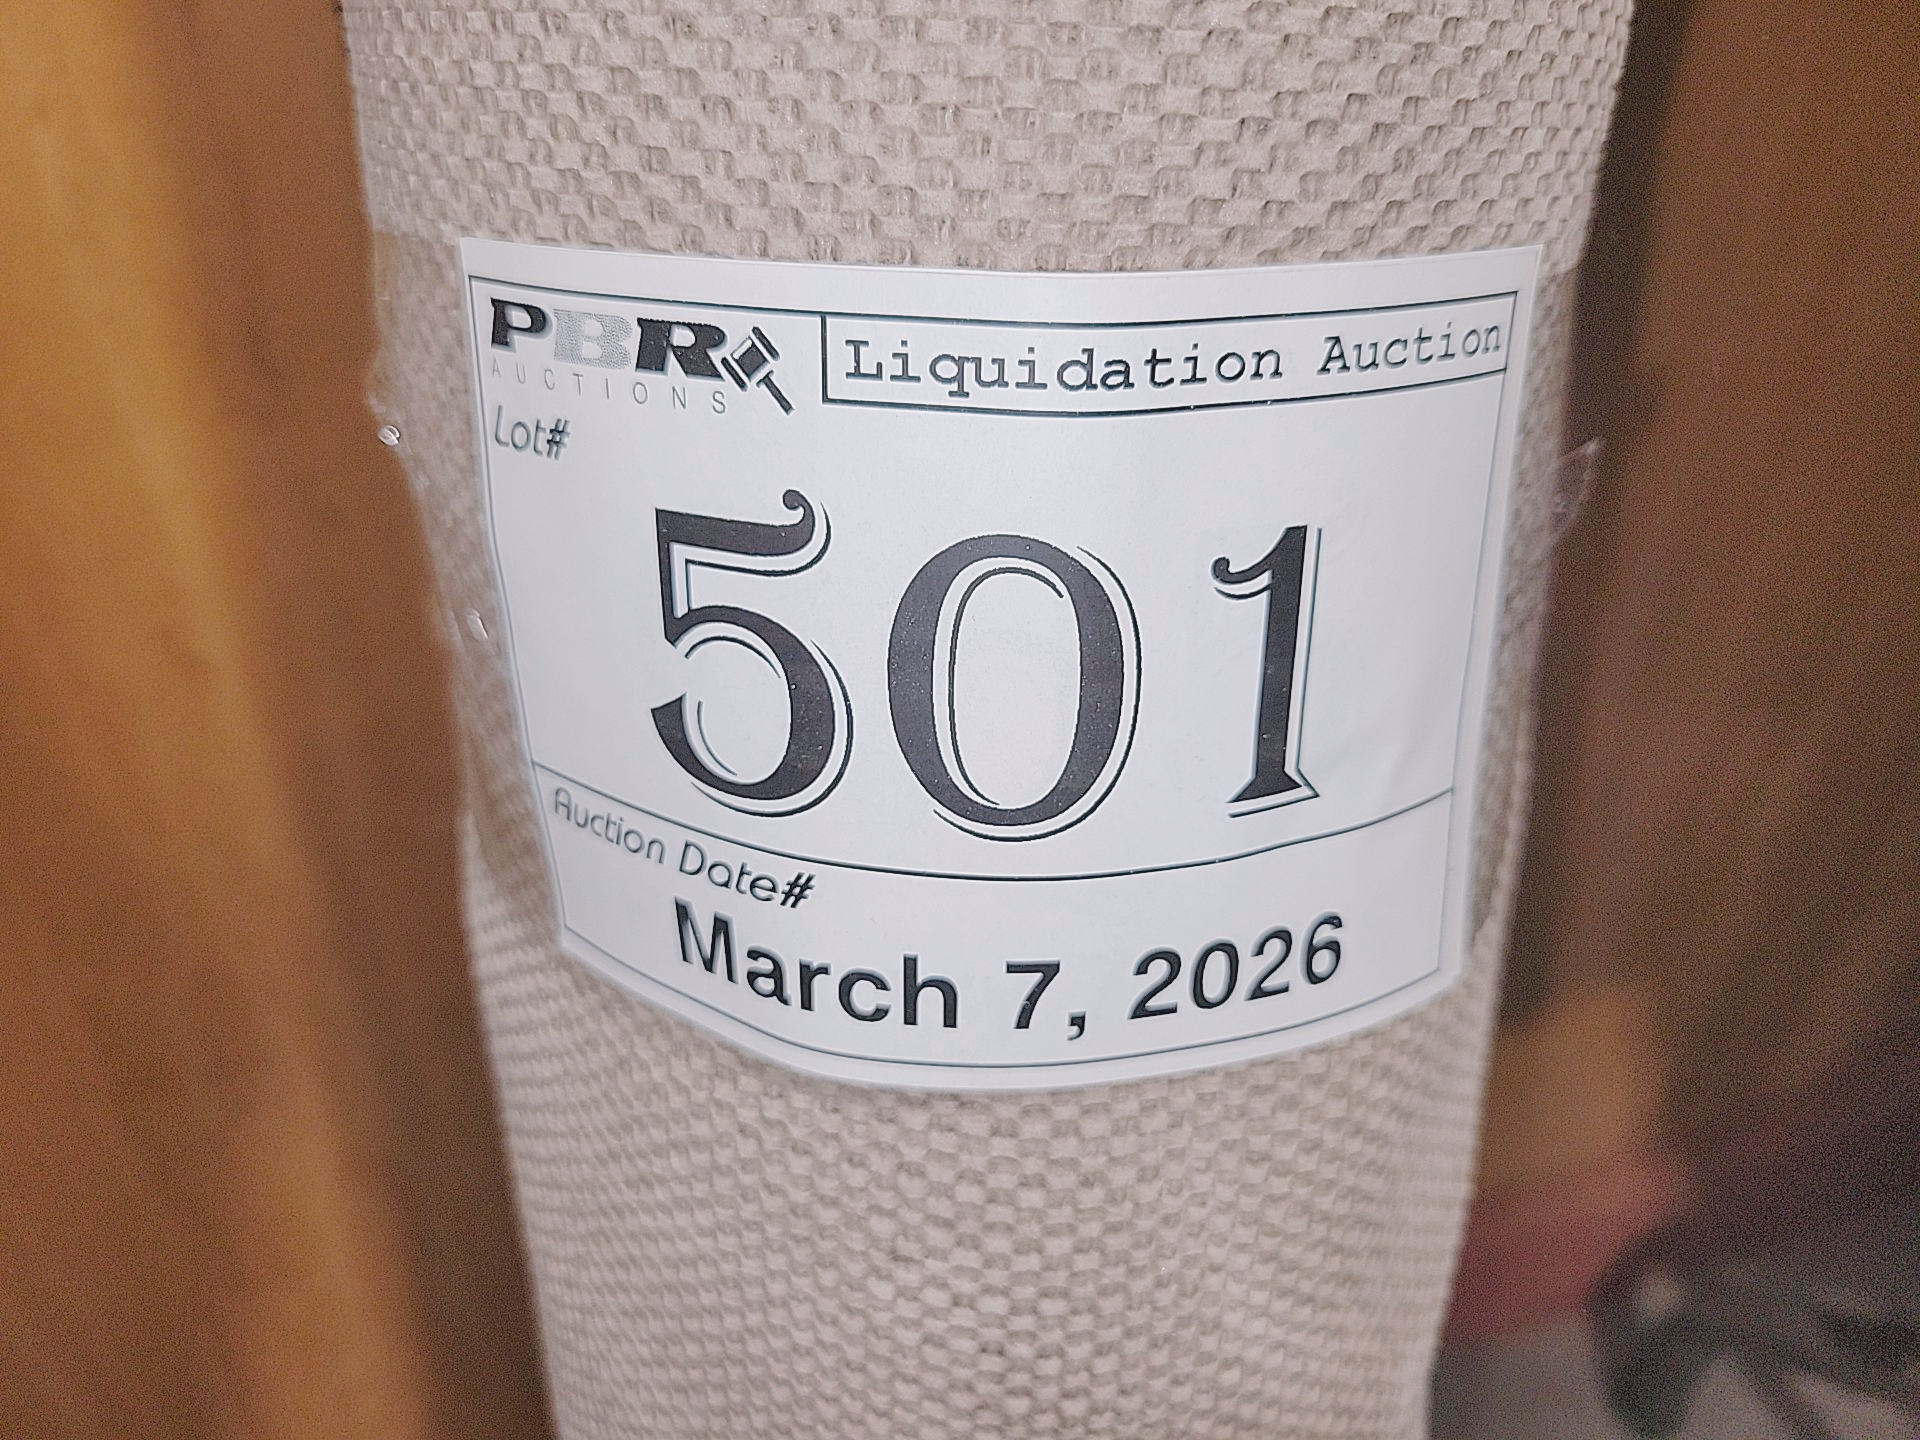 PBR
AUCTIONS
Liquidation Auction
Lot#
501
Auction Date#
March 7, 2026